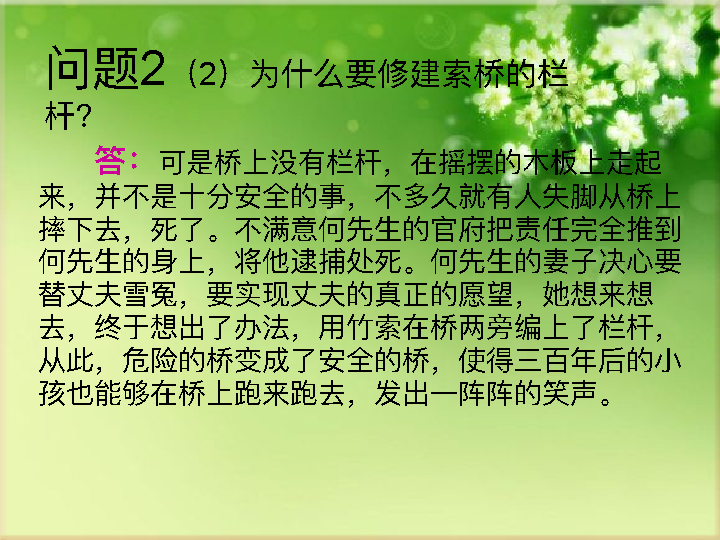 问题2（2）为什么要修建索桥的栏
杆?
答：可是桥上没有栏杆，在摇摆的木板上走起
来，并不是十分安全的事，不多久就有人失脚从桥上
摔下去，死了。不满意何先生的官府把责任完全推到
何先生的身上，将他逮捕处死。何先生的妻子决心要
替丈夫雪冤，要实现丈夫的真正的愿望，她想来想
去，终于想出了办法，用竹索在桥两旁编上了栏杆，
从此，危险的桥变成了安全的桥，使得三百年后的小
孩也能够在桥上跑来跑去，发出一阵阵的笑声。